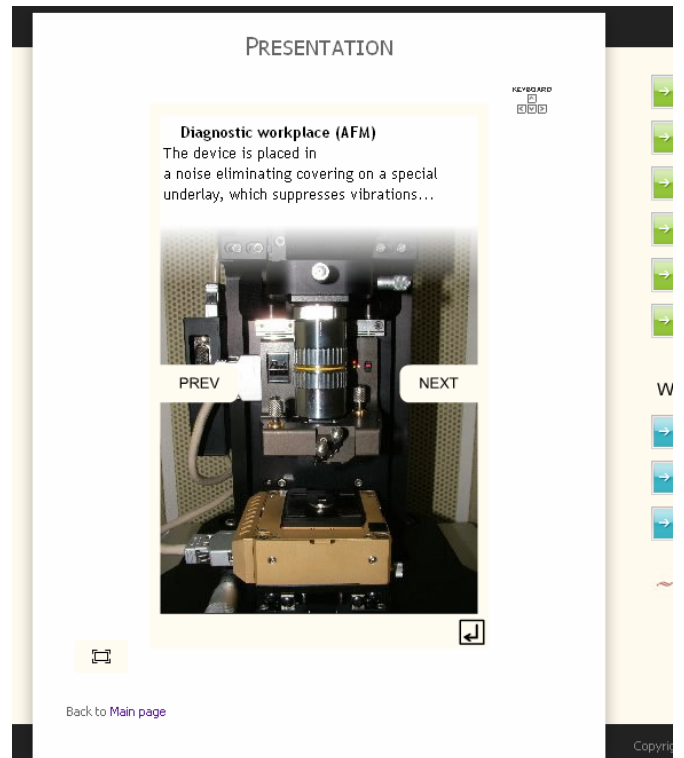 PRESENTATION
KEYBOARD
Diagnostic workplace (AFM)
The device is placed in
a noise eliminating covering on a special
underlay, which suppresses vibrations...
PREV
NEXT
W
Back to Main page
Copyrig